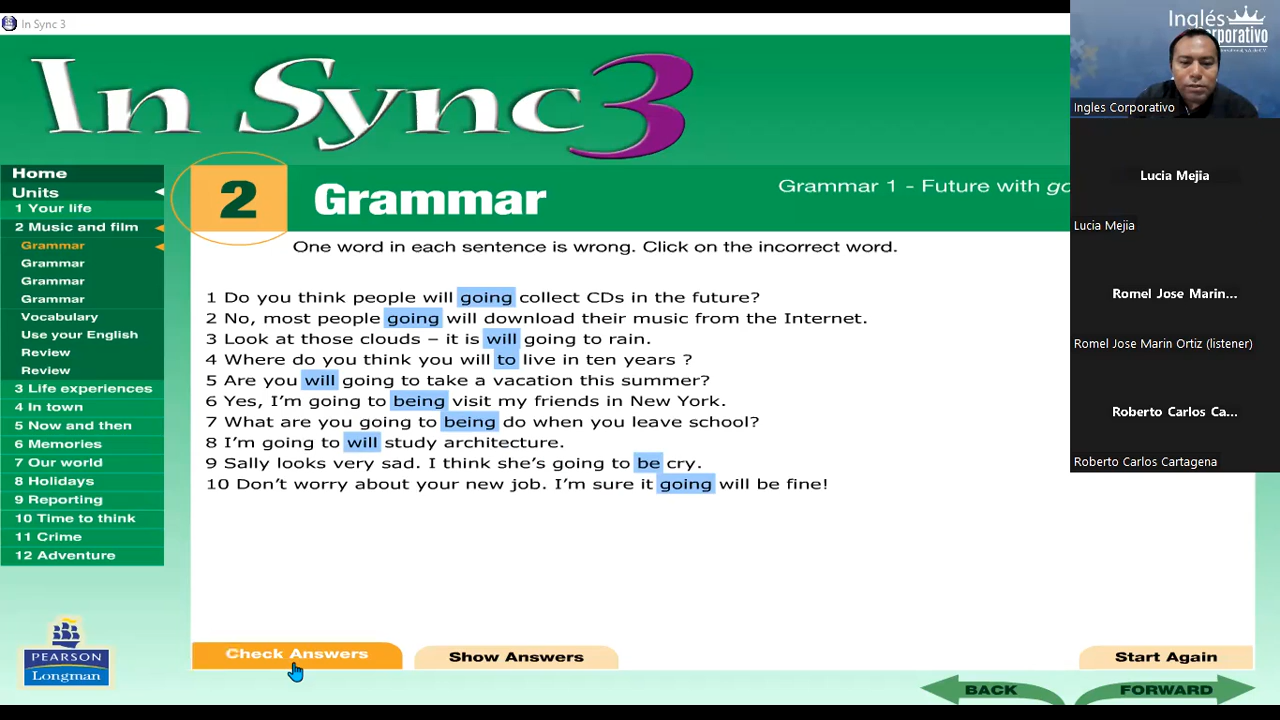 In Sync 3
In Sync 3
Home
Units
1 Your life
2 Music and film
Grammar
Grammar
Grammar
Grammar
Vocabulary
Use your English
Review
Review
3 Life experiences
4 In town
5 Now and then
6 Memories
7 Our world
8 Holidays
9 Reporting
10 Time to think
11 Crime
12 Adventure
PEARSON
Longman
2 Grammar
Grammar 1 - Future with go
One word in each sentence is wrong. Click on the incorrect word.
1 Do you think people will going collect CDs in the future?
2 No, most people going will download their music from the Internet.
3 Look at those clouds – it is will going to rain.
4 Where do you think you will to live in ten years ?
5 Are you will going to take a vacation this summer?
6 Yes, I’m going to being visit my friends in New York.
7 What are you going to being do when you leave school?
8 I’m going to will study architecture.
9 Sally looks very sad. I think she’s going to be cry.
10 Don’t worry about your new job. I’m sure it going will be fine!
Check Answers
Show Answers
Start Again
BACK
FORWARD
Inglés
Corporativo
Ingles Corporativo
Lucia Mejia
Lucia Mejia
Romel Jose Marin...
Romel Jose Marin Ortiz (listener)
Roberto Carlos Ca...
Roberto Carlos Cartagena